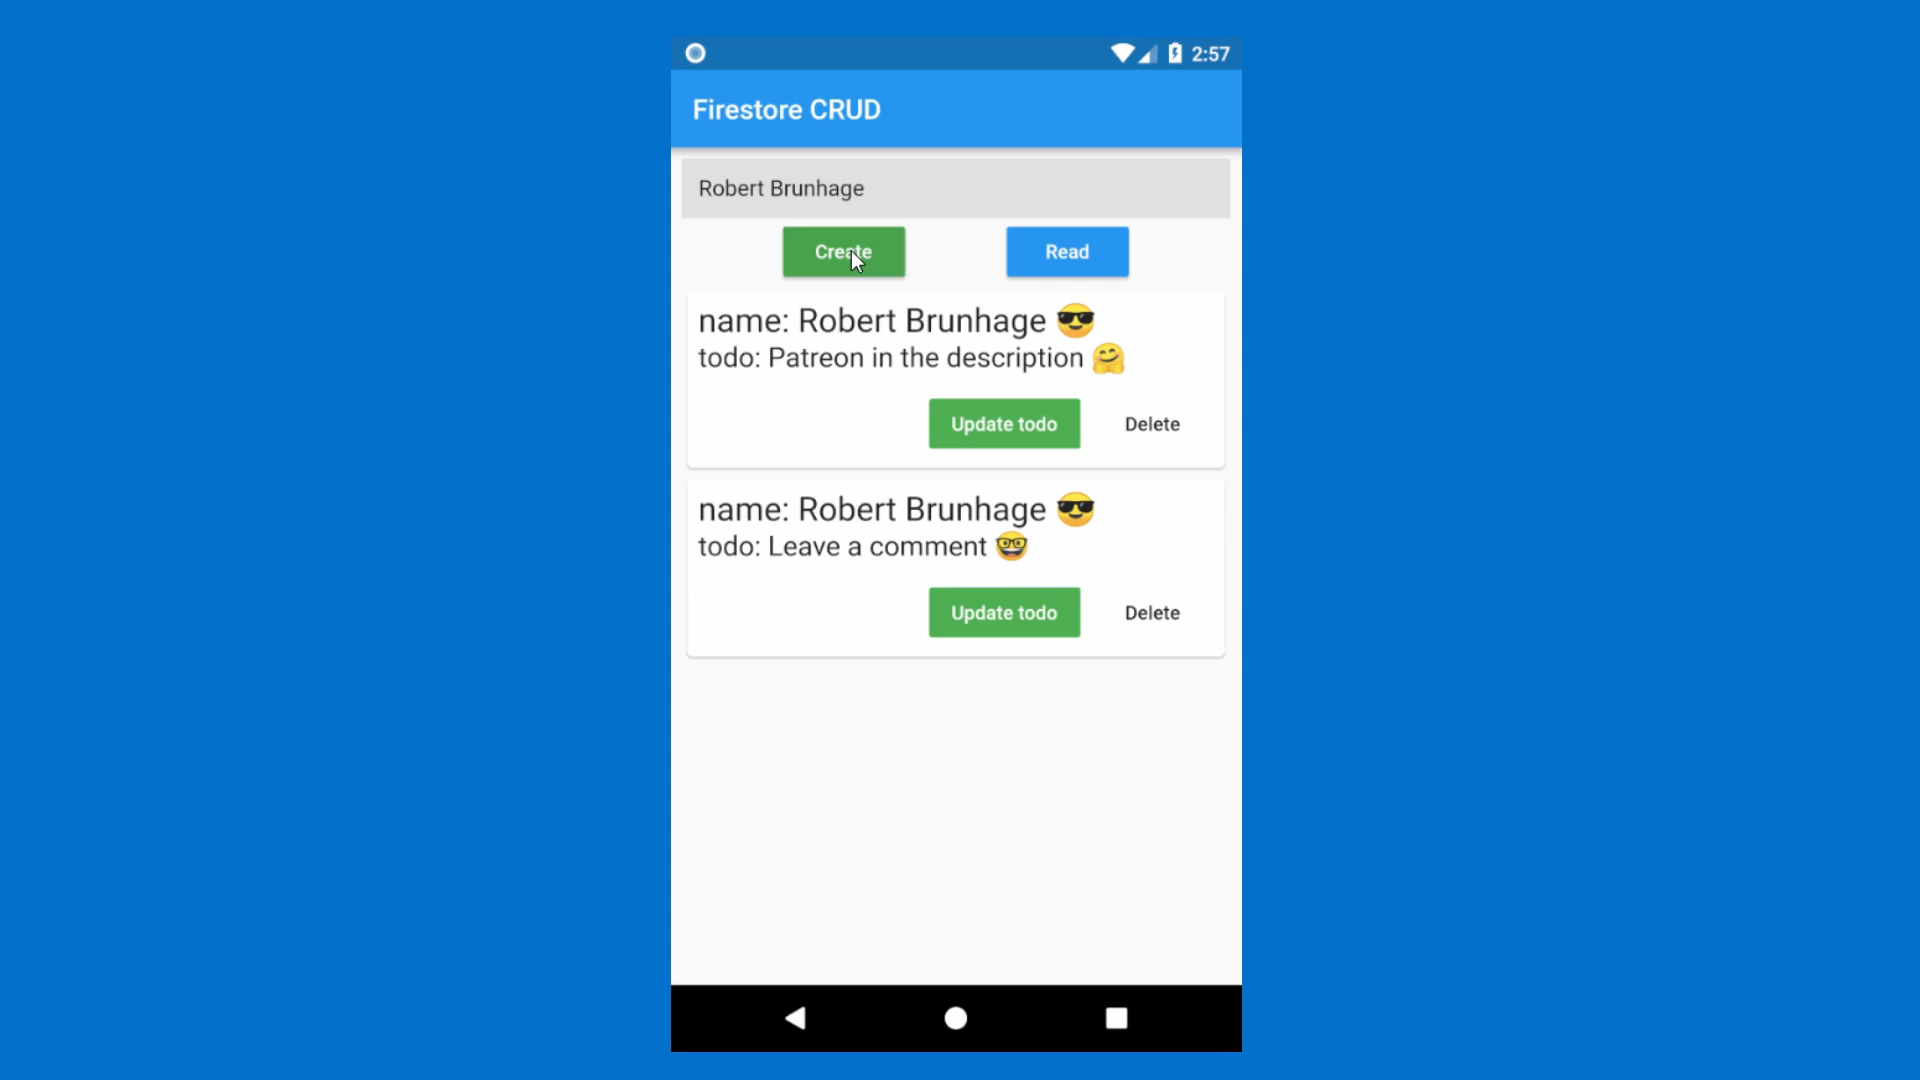 2:57
Firestore CRUD
Robert Brunhage
Create
Read
name: Robert Brunhage 😎
todo: Patreon in the description 🤗
Update todo
Delete
name: Robert Brunhage 😎
todo: Leave a comment 🤓
Update todo
Delete